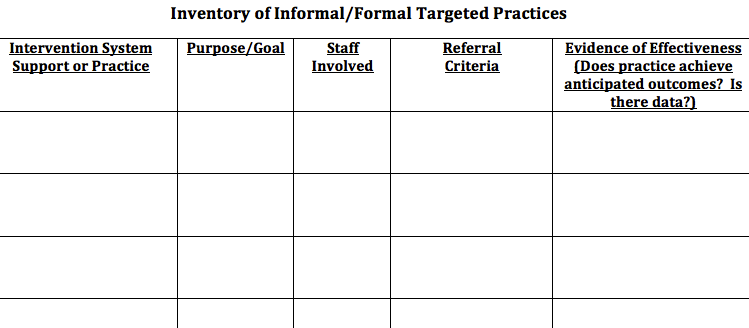 Inventory of Informal/Formal Targeted Practices
Intervention System
Support or Practice
Purpose/Goal
Staff
Involved
Referral
Criteria
Evidence of Effectiveness
(Does practice achieve
anticipated outcomes?  Is
there data?)